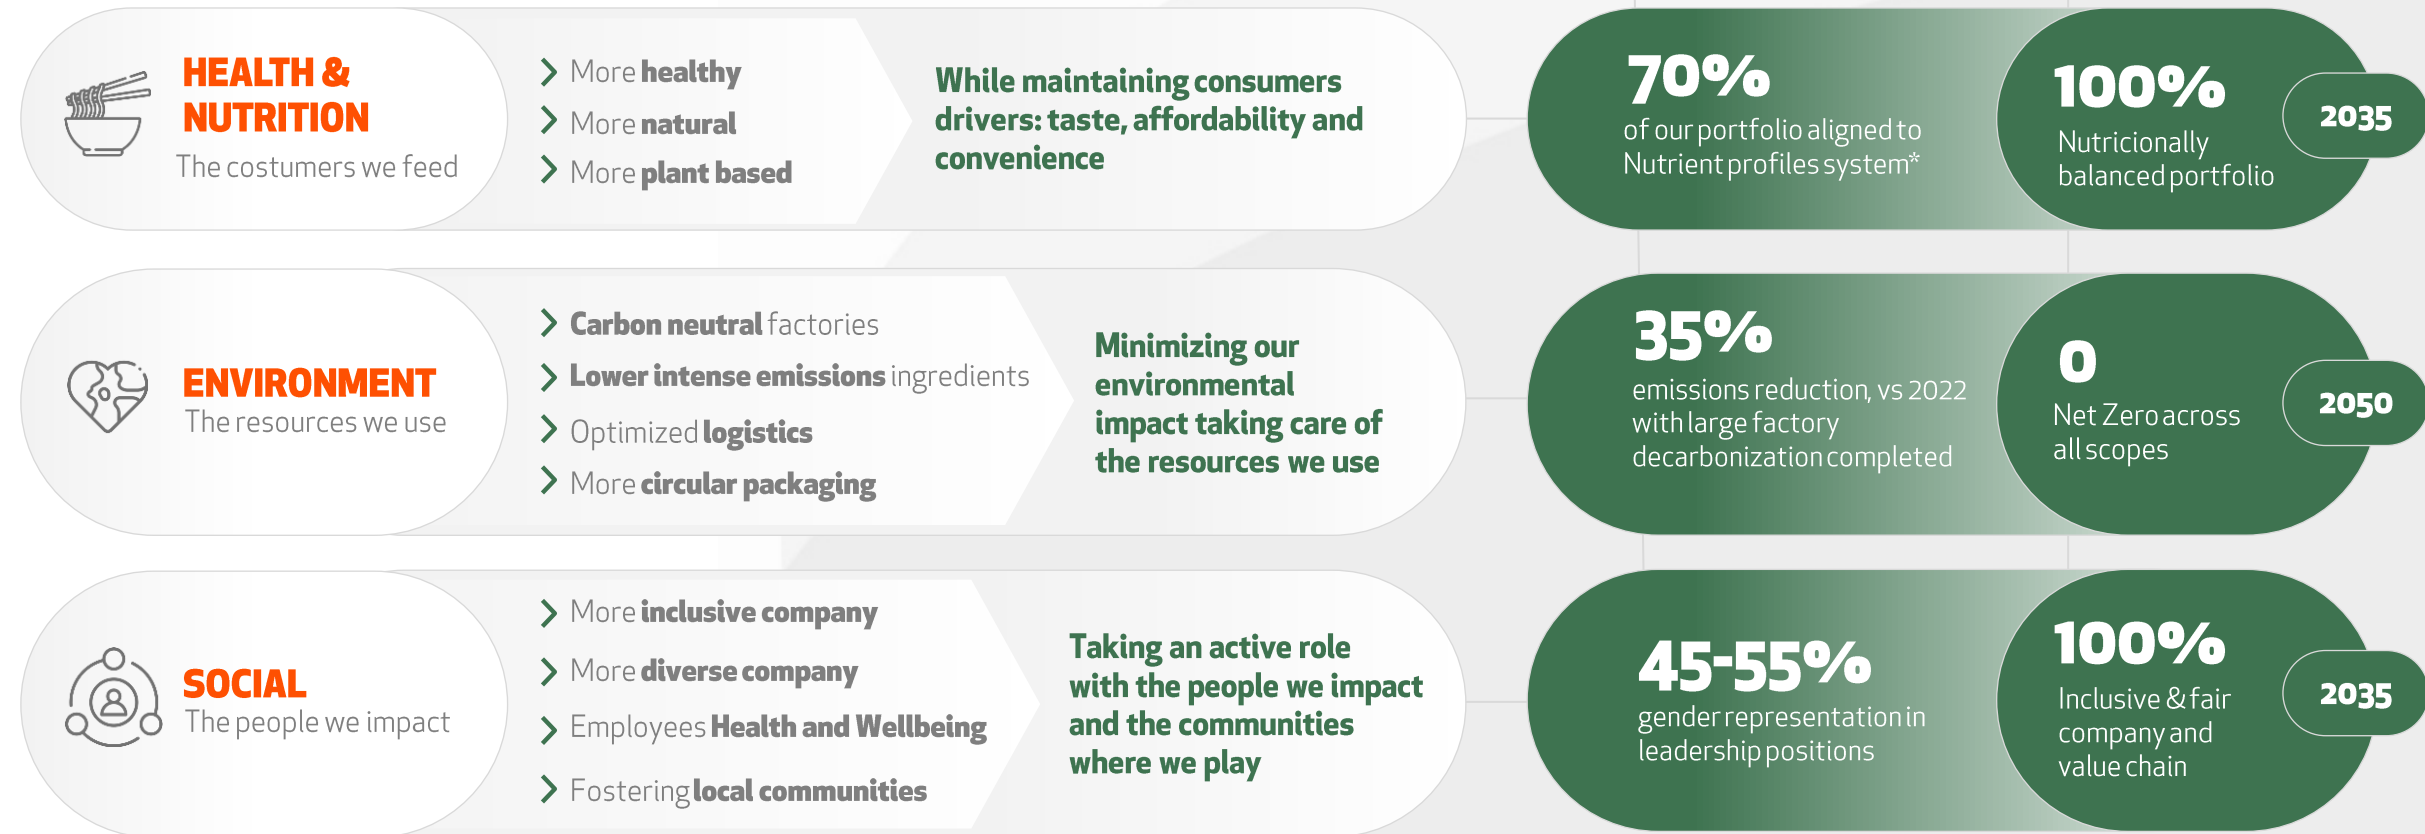 HEALTH &
NUTRITION
The costumers we feed
More healthy
More natural
More plant based
While maintaining consumers
drivers: taste, affordability and
convenience
70%
of our portfolio aligned to
Nutrient profiles system*
100%
Nutricionally
balanced portfolio
2035
ENVIRONMENT
The resources we use
Carbon neutral factories
Lower intense emissions ingredients
Optimized logistics
More circular packaging
Minimizing our
environmental
impact taking care of
the resources we use
35%
emissions reduction, vs 2022
with large factory
decarbonization completed
0
Net Zero across
all scopes
2050
SOCIAL
The people we impact
More inclusive company
More diverse company
Employees Health and Wellbeing
Fostering local communities
Taking an active role
with the people we impact
and the communities
where we play
45-55%
gender representation in
leadership positions
100%
Inclusive & fair
company and
value chain
2035